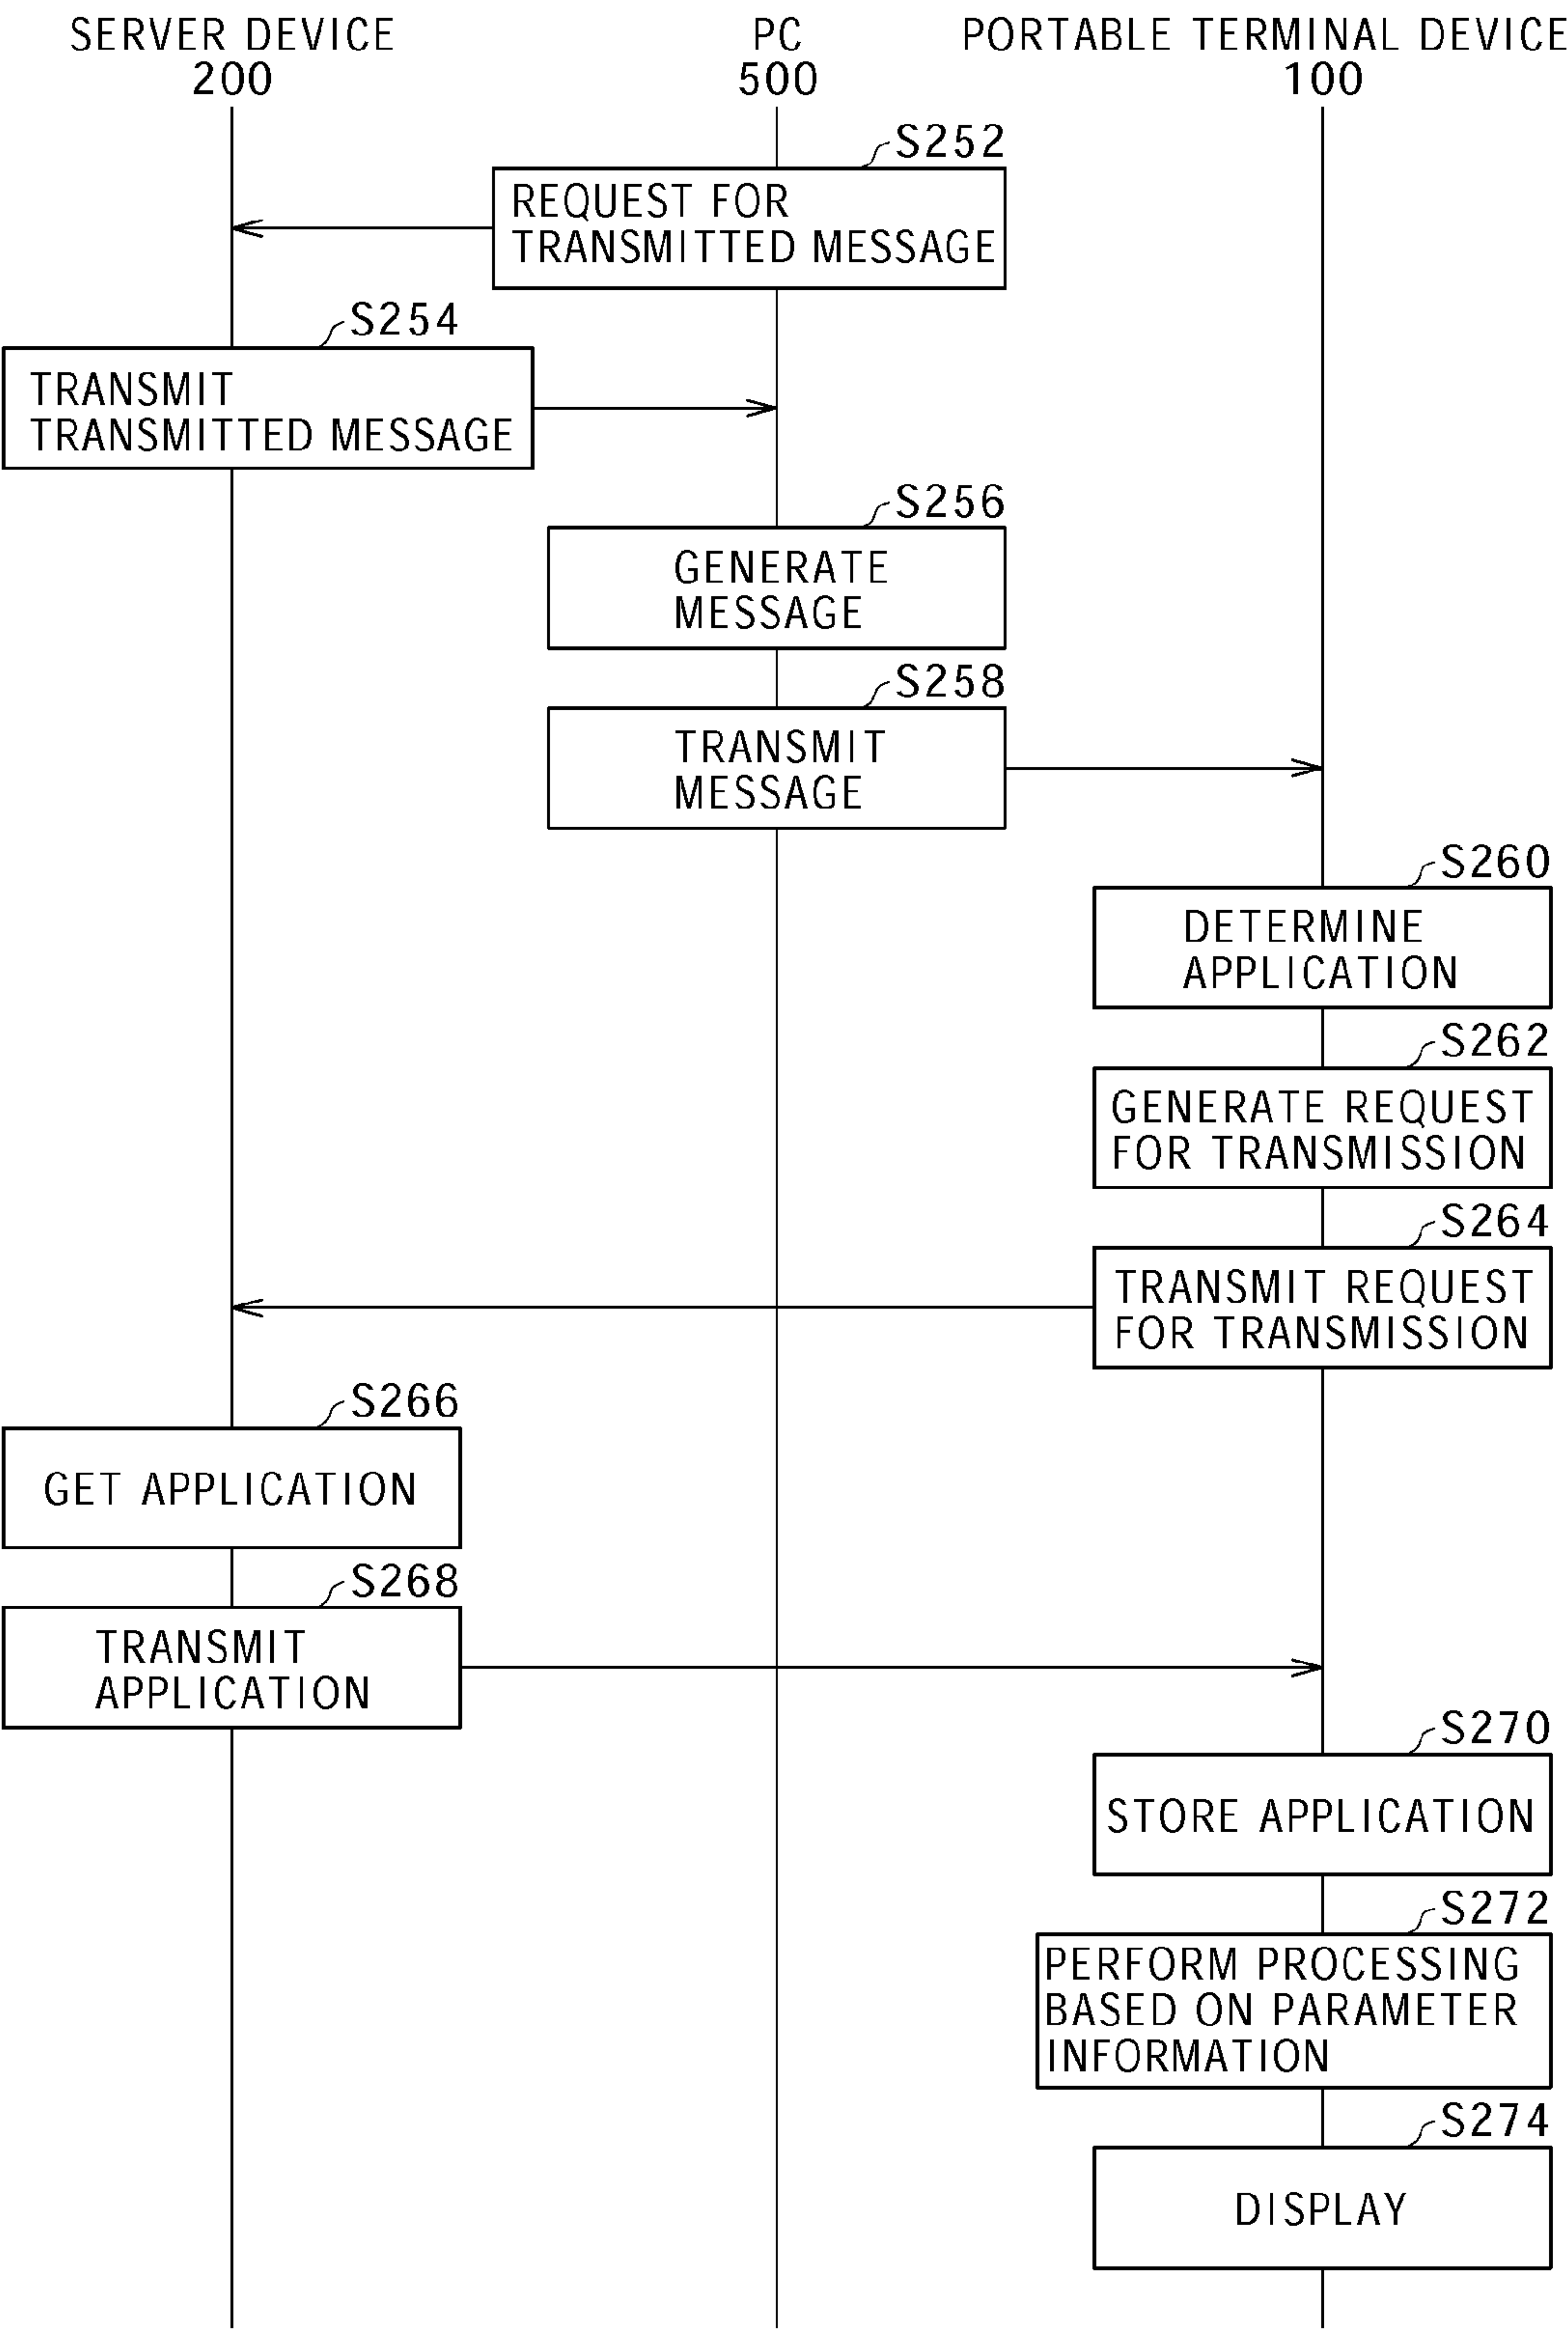 SERVER DEVICE
200
PC
500
PORTABLE TERMINAL DEVICE
100
S252
REQUEST FOR
TRANSMITTED MESSAGE
S254
TRANSMIT
TRANSMITTED MESSAGE
S256
GENERATE
MESSAGE
S258
TRANSMIT
MESSAGE
S260
DETERMINE
APPLICATION
S262
GENERATE REQUEST
FOR TRANSMISSION
S264
TRANSMIT REQUEST
FOR TRANSMISSION
S266
GET APPLICATION
S268
TRANSMIT
APPLICATION
S270
STORE APPLICATION
S272
PERFORM PROCESSING
BASED ON PARAMETER
INFORMATION
S274
DISPLAY